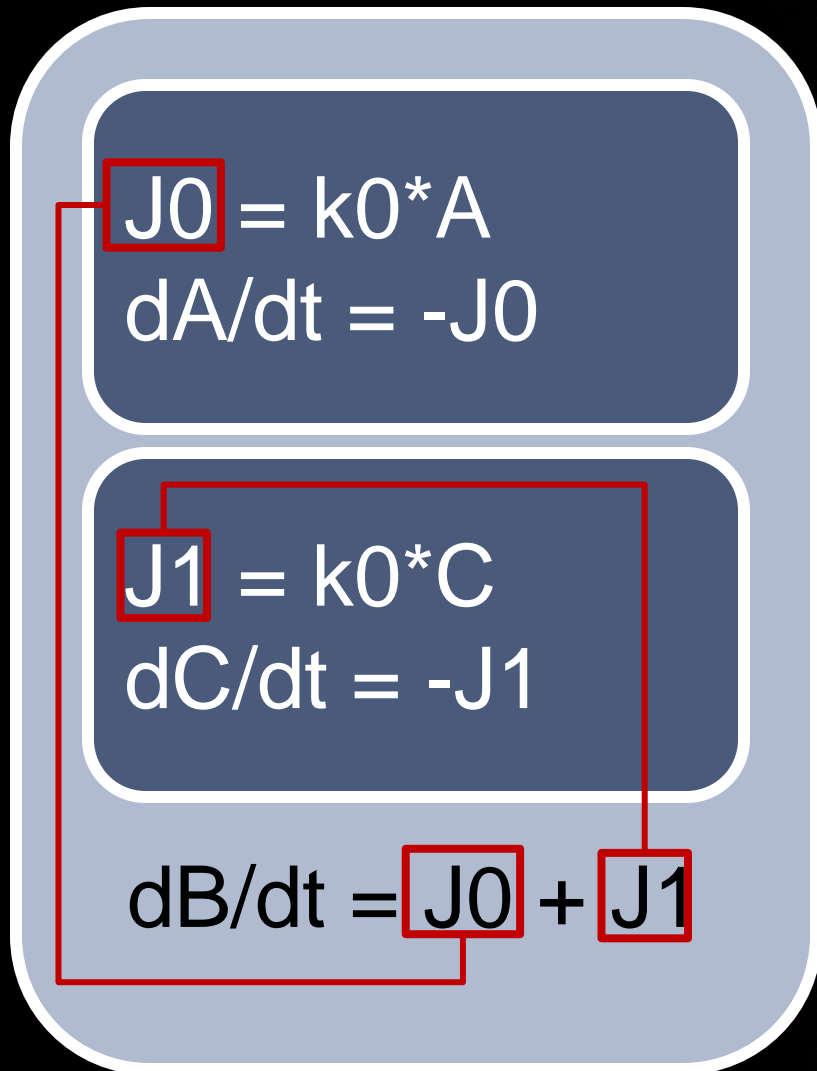 J0 = k0*A
dA/dt = -J0
J1 = k0*C
dC/dt = -J1
dB/dt = J0 + J1